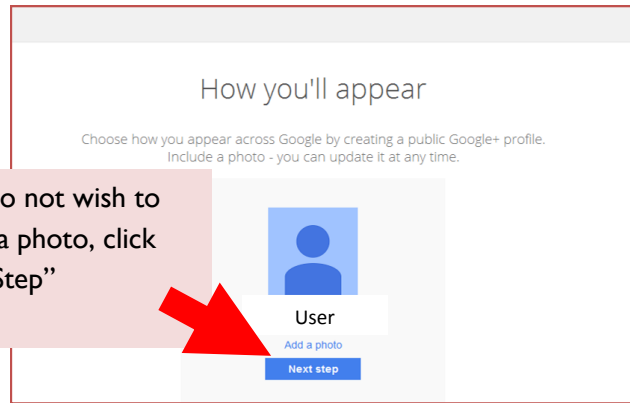 How you'll appear
Choose how you appear across Google by creating a public Google+ profile.
Include a photo - you can update it at any time.
o not wish to
a photo, click
Step”
User
Add a photo
Next step